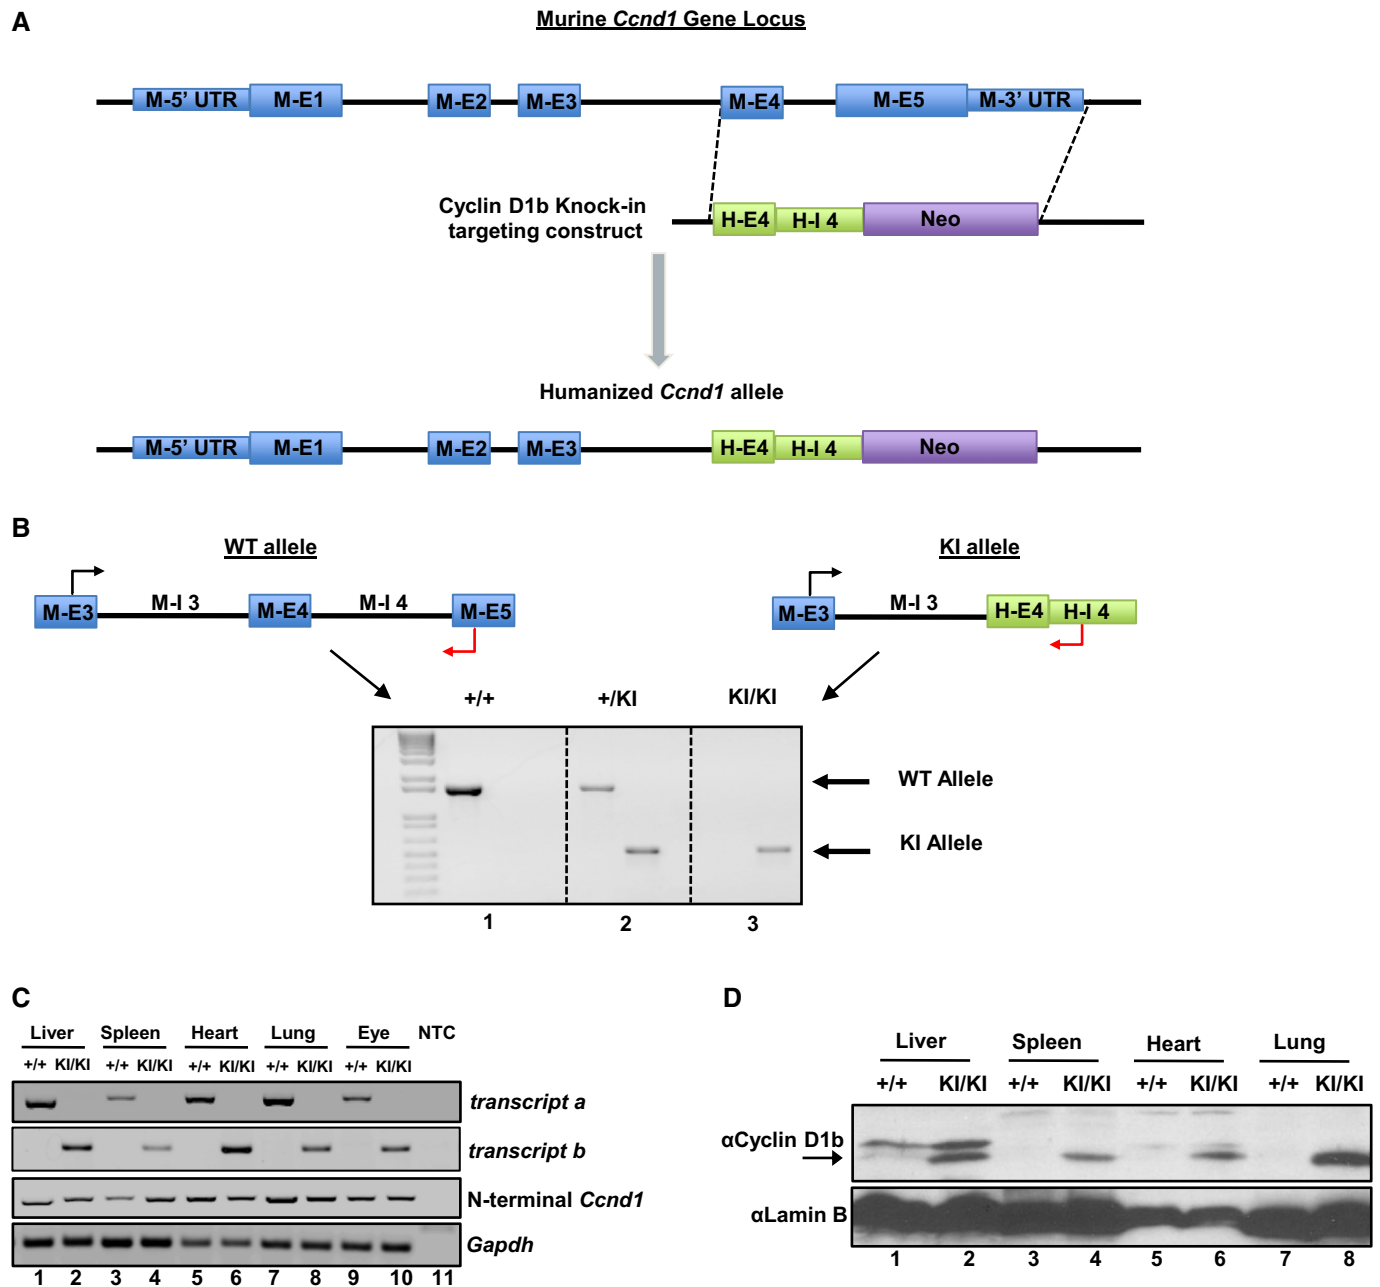 A
Murine Ccnd1 Gene Locus
M-5' UTR M-E1 M-E2 M-E3 M-E4 M-E5 M-3' UTR
Cyclin D1b Knock-in
targeting construct
H-E4 H-I 4 Neo
Humanized Ccnd1 allele
M-5' UTR M-E1 M-E2 M-E3 H-E4 H-I 4 Neo
B
WT allele
M-E3 M-I 3 M-E4 M-I 4 M-E5
KI allele
M-E3 M-I 3 H-E4 H-I 4
+/+ +/KI KI/KI
WT Allele
KI Allele
1 2 3
C
Liver Spleen Heart Lung Eye NTC
+/+ KI/KI +/+ KI/KI +/+ KI/KI +/+ KI/KI +/+ KI/KI
transcript a
transcript b
N-terminal Ccnd1
Gapdh
1 2 3 4 5 6 7 8 9 10 11
D
Liver Spleen Heart Lung
+/+ KI/KI +/+ KI/KI +/+ KI/KI +/+ KI/KI
αCyclin D1b
αLamin B
1 2 3 4 5 6 7 8